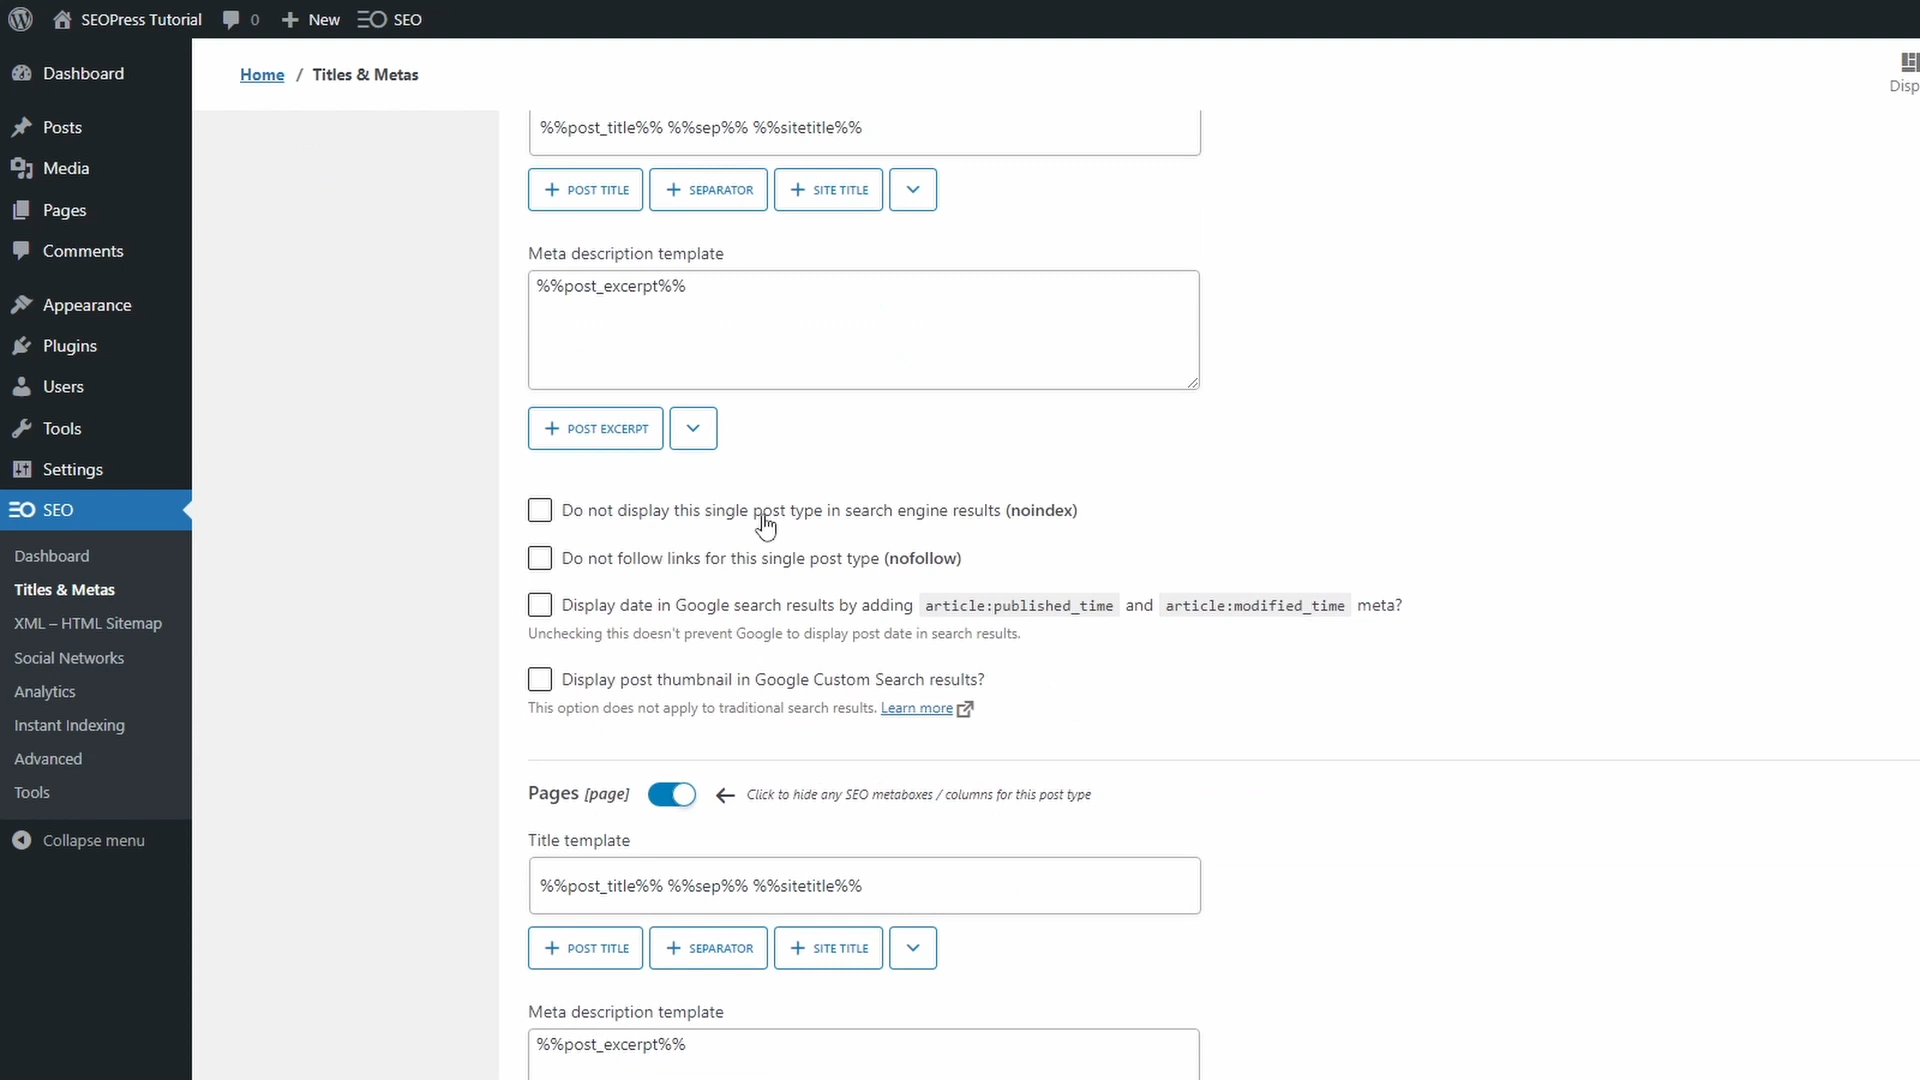 SEOPress Tutorial
0
New
SEO
Dashboard
Posts
Media
Pages
Comments
Appearance
Plugins
Users
Tools
Settings
SEO
Dashboard
Titles & Metas
XML – HTML Sitemap
Social Networks
Analytics
Instant Indexing
Advanced
Tools
Collapse menu
Home / Titles & Metas
Disp
%%post_title%% %%sep%% %%sitetitle%%
+ POST TITLE
+ SEPARATOR
+ SITE TITLE
Meta description template
%%post_excerpt%%
+ POST EXCERPT
Do not display this single post type in search engine results (noindex)
Do not follow links for this single post type (nofollow)
Display date in Google search results by adding article:published_time and article:modified_time meta?
Unchecking this doesn't prevent Google to display post date in search results.
Display post thumbnail in Google Custom Search results?
This option does not apply to traditional search results. Learn more
Pages [page] ← Click to hide any SEO metaboxes / columns for this post type
Title template
%%post_title%% %%sep%% %%sitetitle%%
+ POST TITLE
+ SEPARATOR
+ SITE TITLE
Meta description template
%%post_excerpt%%